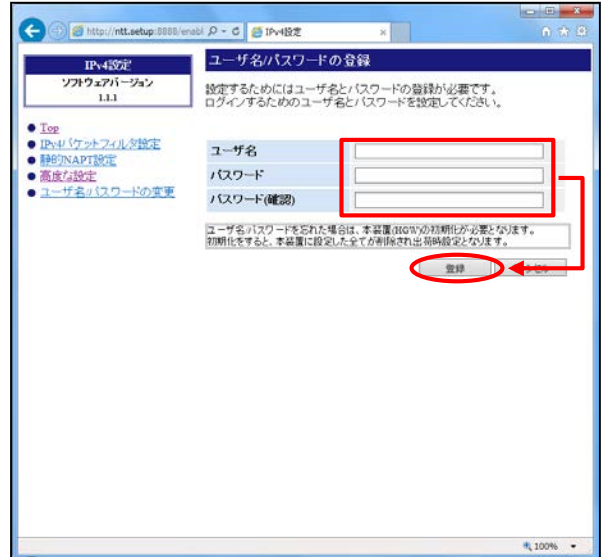 http://ntt.setup:8888/enabl
IPv4設定
IPv4設定
ソフトウェアバージョン
1.1.1
Top
IPv4パケットフィルタ設定
静的NAPT設定
高度な設定
ユーザ名/パスワードの変更
ユーザ名/パスワードの登録
設定するためにはユーザ名とパスワードの登録が必要です。
ログインするためのユーザ名とパスワードを設定してください。
ユーザ名
パスワード
パスワード(確認)
ユーザ名/パスワードを忘れた場合は、本装置(HGW)の初期化が必要となります。
初期化をすると、本装置に設定した全てが削除され出荷時設定となります。
登録
100%